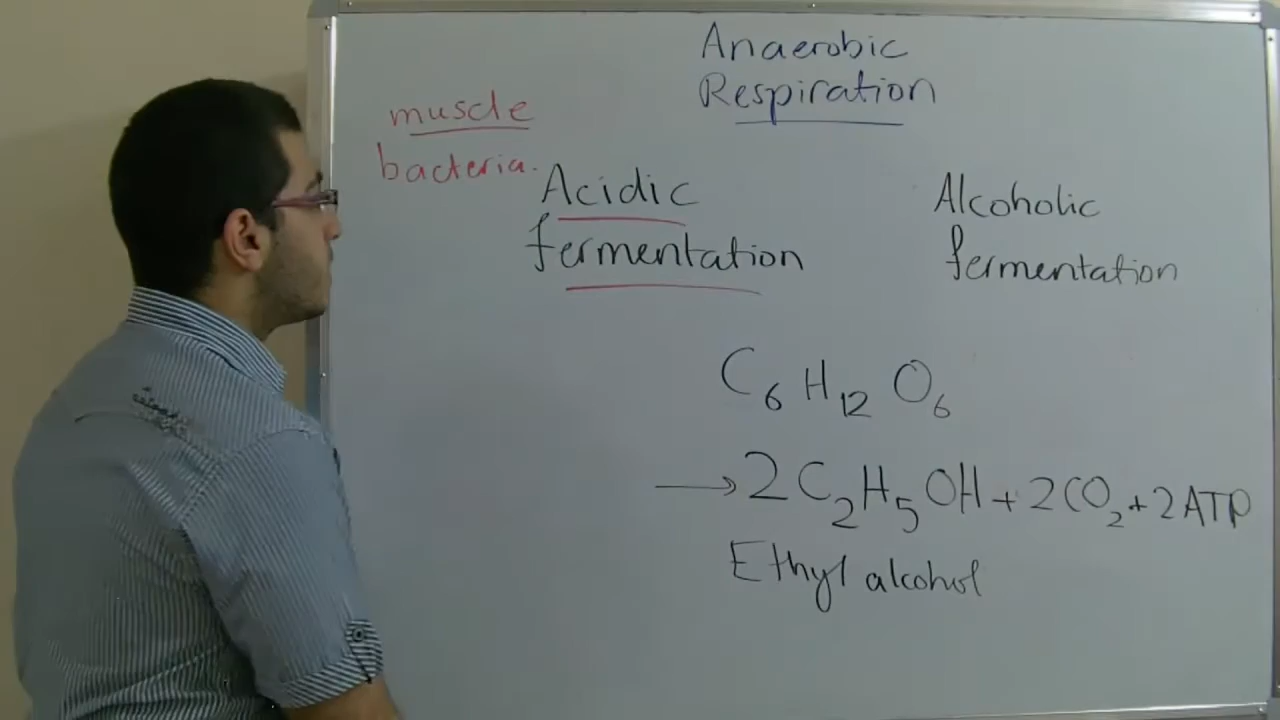 Anaerobic
Respiration
muscle
bacteria.
Acidic
fermentation
Alcoholic
fermentation
C6H12O6
→2C2H5OH+2CO2+2ATP
Ethyl alcohol